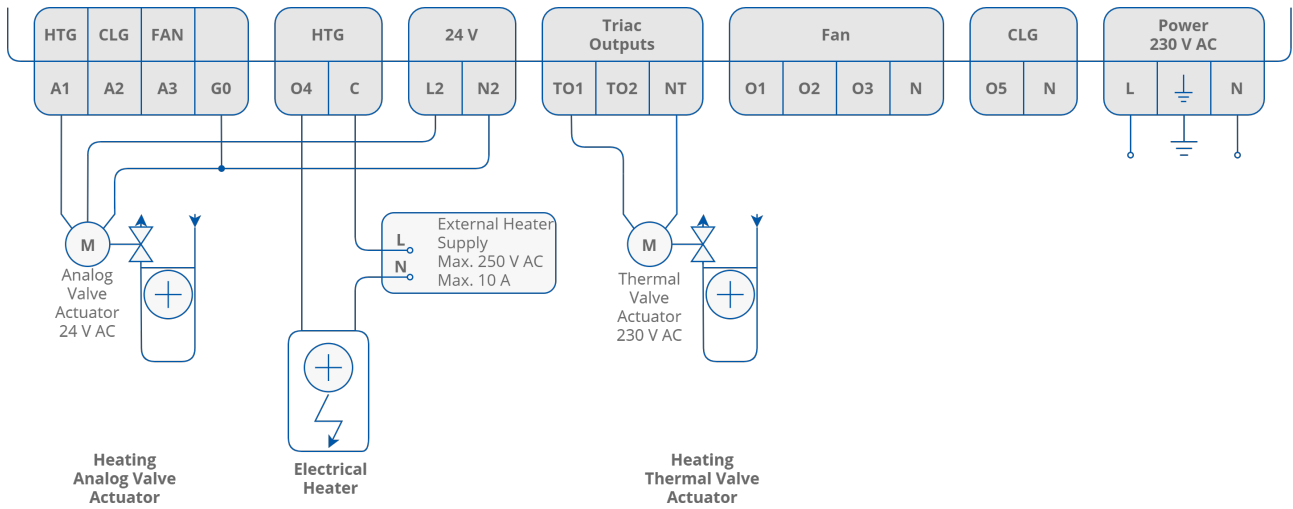 HTG CLG FAN
HTG
24 V
Triac
Outputs
Fan
CLG
Power
230 V AC
A1 A2 A3 G0
O4 C
L2 N2
TO1 TO2 NT
O1 O2 O3 N
O5 N
L N
M
Analog
Valve
Actuator
24 V AC
L
N
External Heater
Supply
Max. 250 V AC
Max. 10 A
M
Thermal
Valve
Actuator
230 V AC
Heating
Analog Valve
Actuator
Electrical
Heater
Heating
Thermal Valve
Actuator